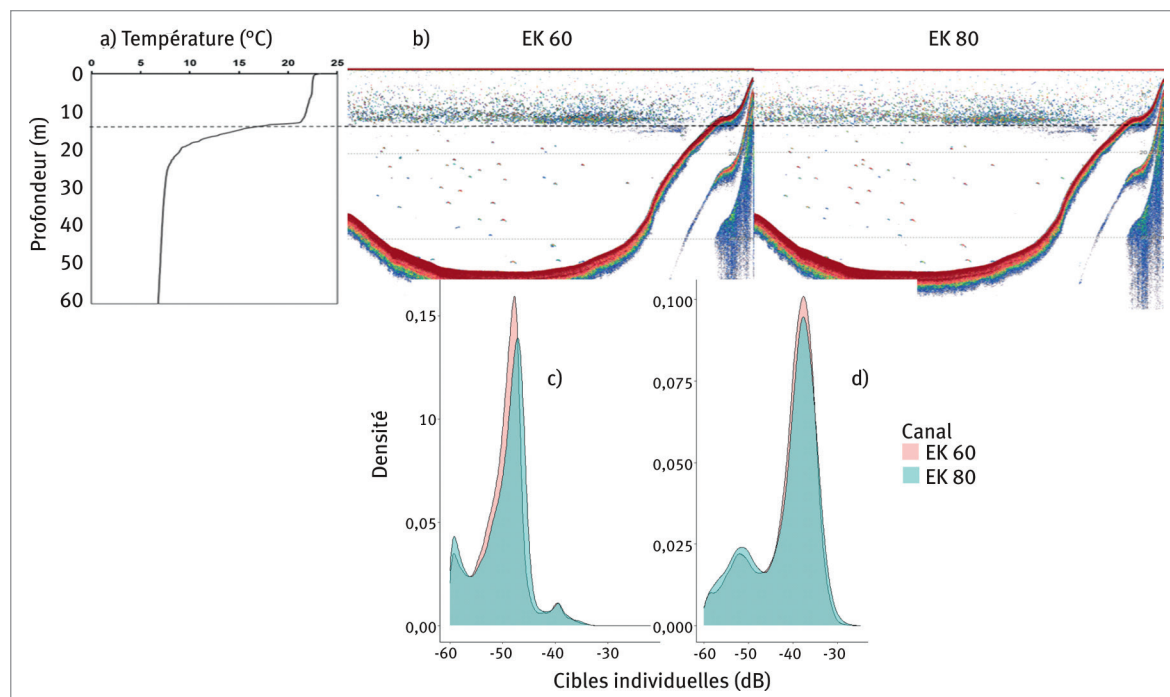 a) Température (°C)
b)
EK 60
EK 80
0 5 10 15 20 25
Profondeur (m)
0
10
20
30
40
50
60
c)
d)
Densité
0,15
10
0,05
0,00
0,100
0,075
0,050
0,025
0,000
-60 -50 -40 -30
-60 -50 -40 -30
Cibles individuelles (dB)
Canal
EK 60
EK 80